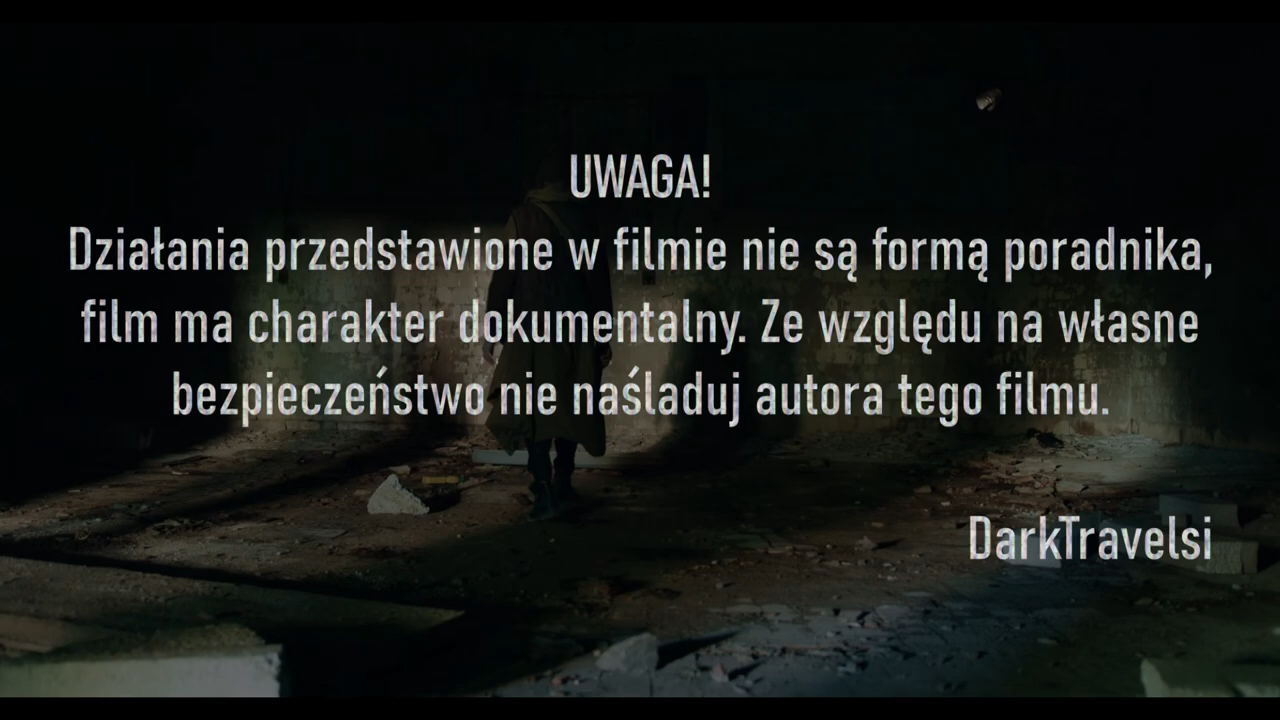 UWAGA!
Działania przedstawione w filmie nie są formą poradnika,
film ma charakter dokumentalny. Ze względu na własne
bezpieczeństwo nie naśladuj autora tego filmu.
DarkTravelsi